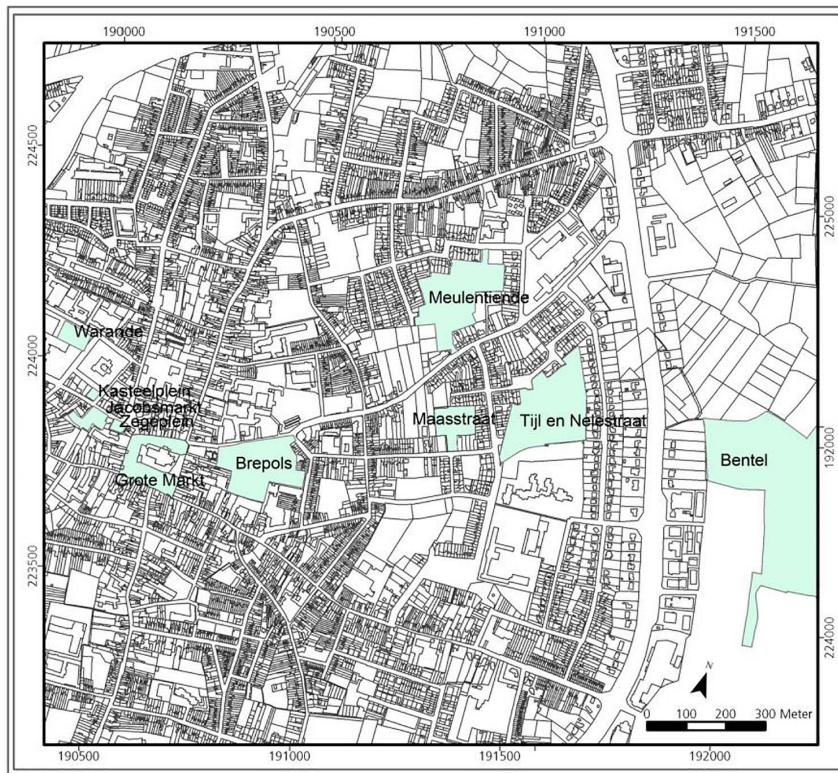 190000
190500
191000
191500
224500
225000
Meulentiende
Warande
224000
Kasteelplein
Jacobsmarkt
Zegeplein
Maasstraat
Tijl en Nelestraat
192000
Brepols
Bentel
Grote Markt
223500
224000
N
0 100 200 300 Meter
190500
191000
191500
192000